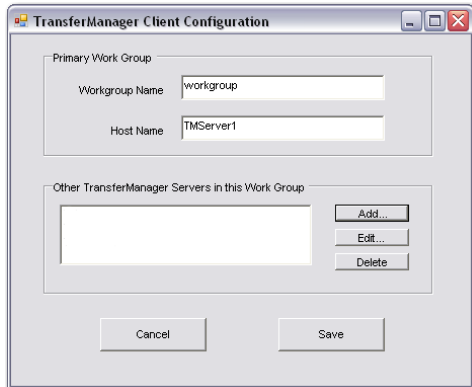 TransferManager Client Configuration
Primary Work Group
Workgroup Name workgroup
Host Name TMServer1
Other TransferManager Servers in this Work Group
Add...
Edit...
Delete
Cancel Save